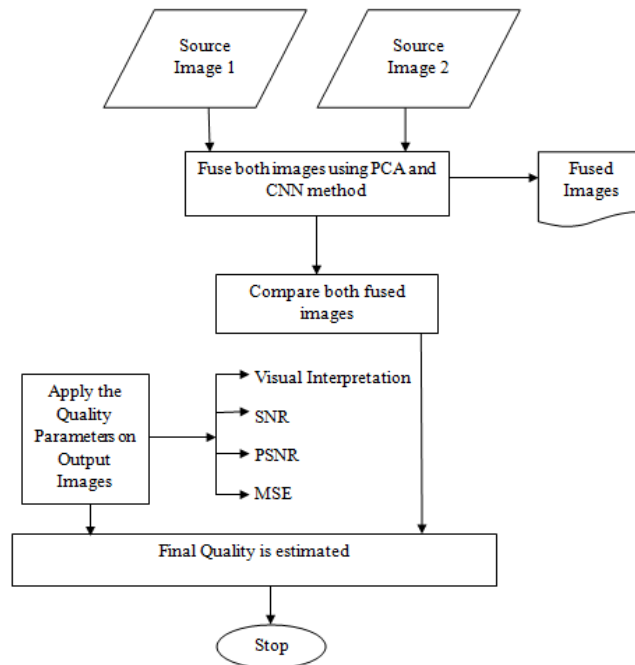 Source
Image 1
Source
Image 2
Fuse both images using PCA and
CNN method
Fused
Images
Compare both fused
images
Apply the
Quality
Parameters on
Output
Images
Visual Interpretation
SNR
PSNR
MSE
Final Quality is estimated
Stop